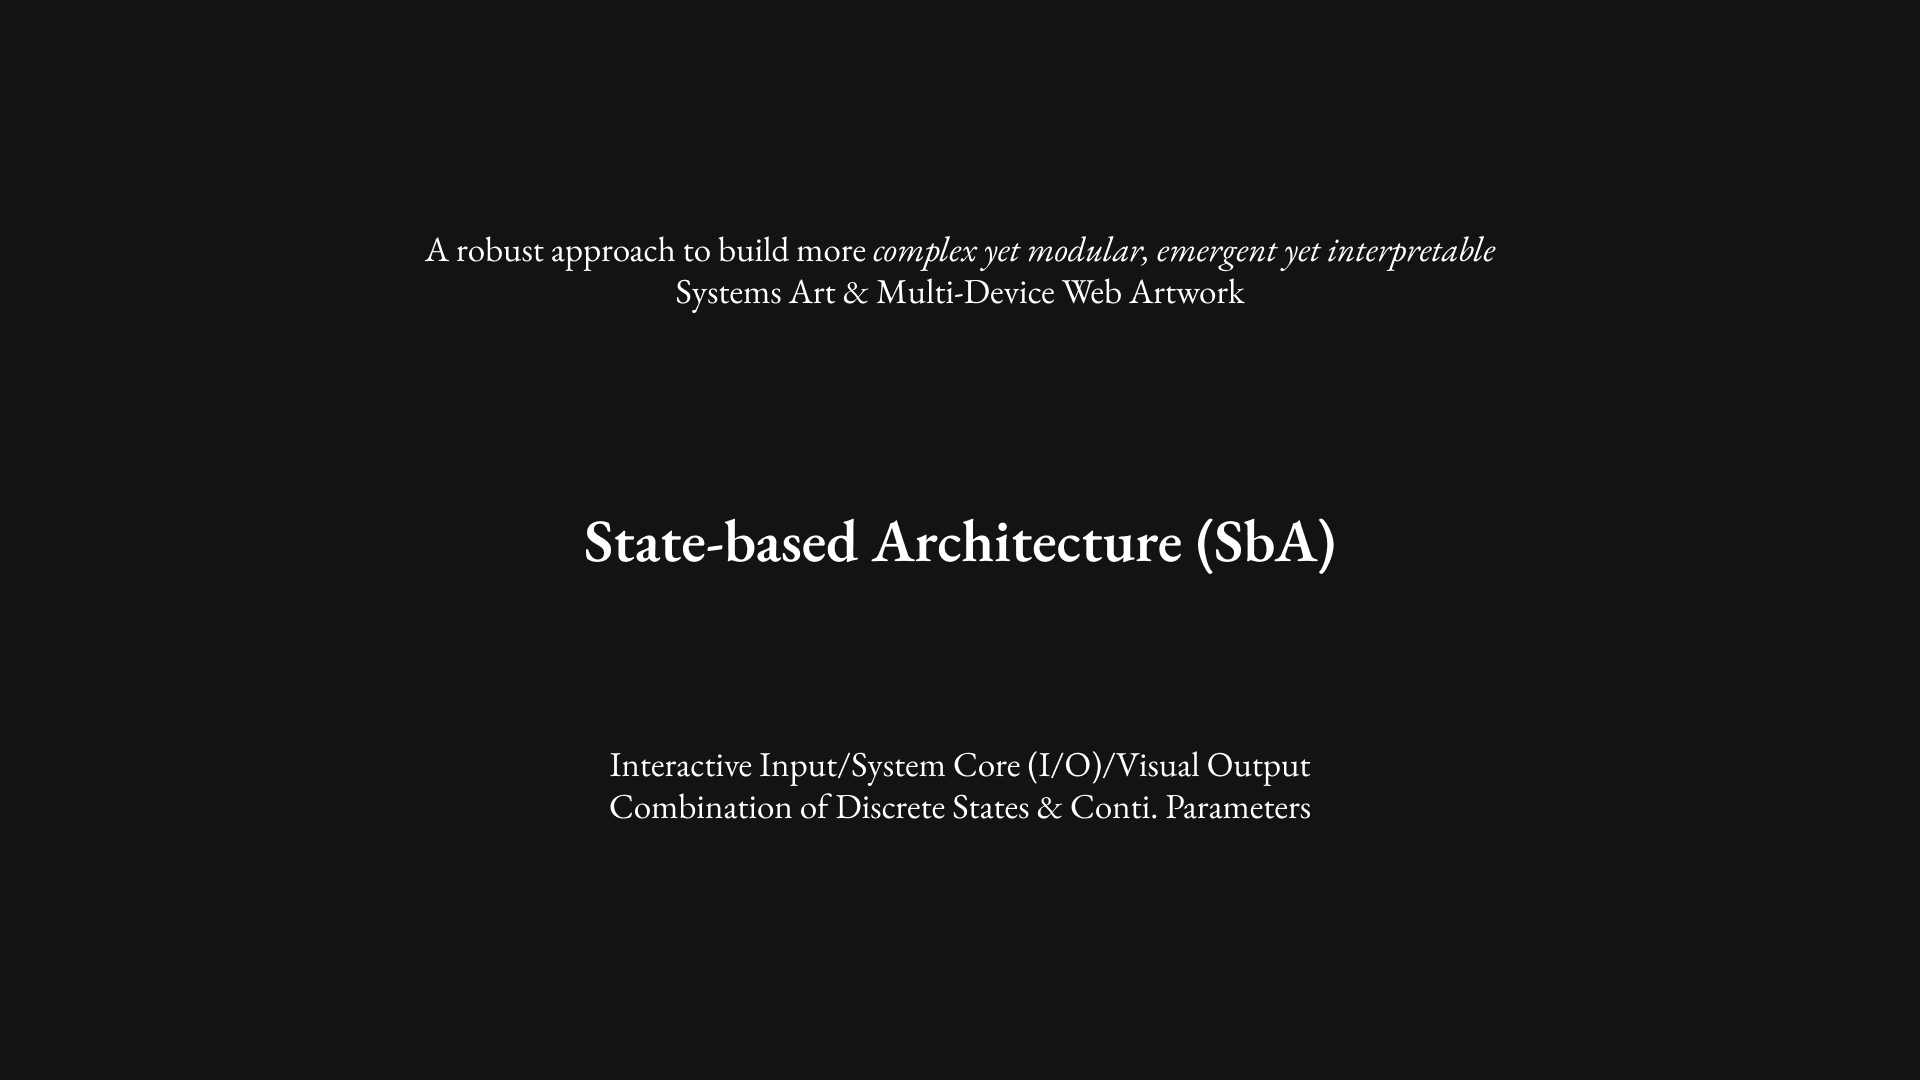 A robust approach to build more complex yet modular, emergent yet interpretable
Systems Art & Multi-Device Web Artwork
State-based Architecture (SbA)
Interactive Input/System Core (I/O)/Visual Output
Combination of Discrete States & Conti. Parameters